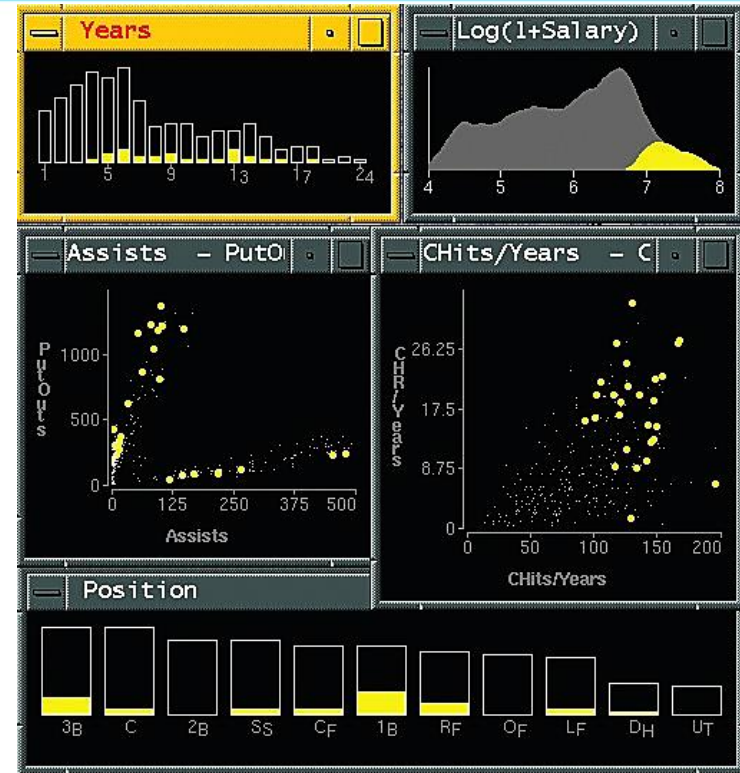 Years
1 5 9 13 17 24
Log(1+Salary)
4 5 6 7 8
Assists - PutOu
PutOuts
1000
500
0
0 125 250 375 500
Assists
CHits/Years - C
CHR/Years
26.25
17.5
8.75
0
0 50 100 150 200
CHits/Years
Position
3B C 2B SS CF 1B RF OF LF DH UT